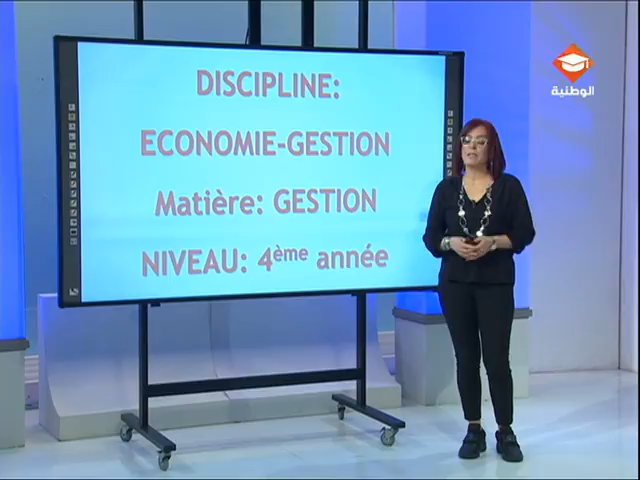 DISCIPLINE:
ECONOMIE-GESTION
Matière: GESTION
NIVEAU: 4ème année
الوطنية